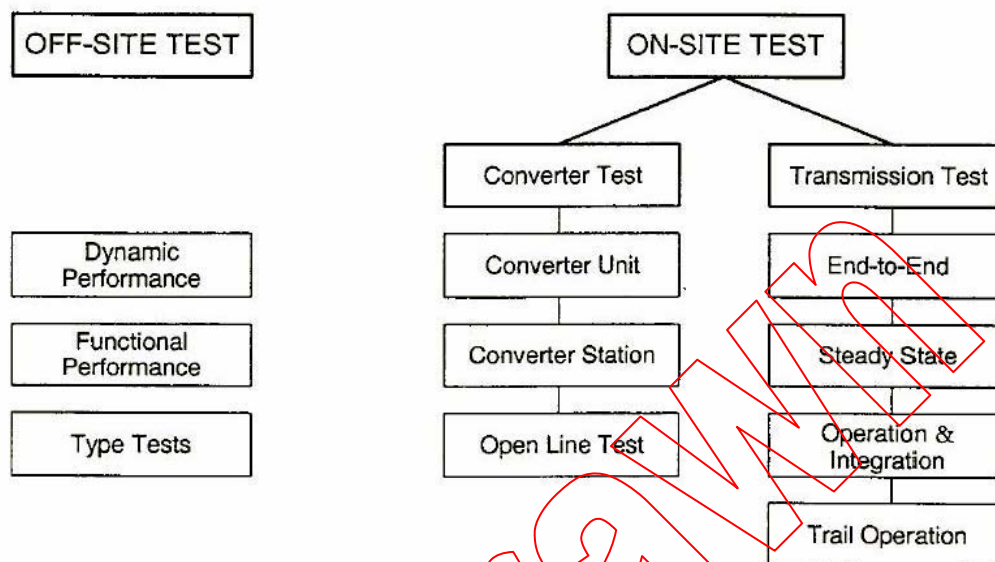 OFF-SITE TEST
ON-SITE TEST
Converter Test
Transmission Test
Dynamic
Performance
Converter Unit
End-to-End
Functional
Performance
Converter Station
Steady State
Type Tests
Open Line Test
Operation &
Integration
Trail Operation